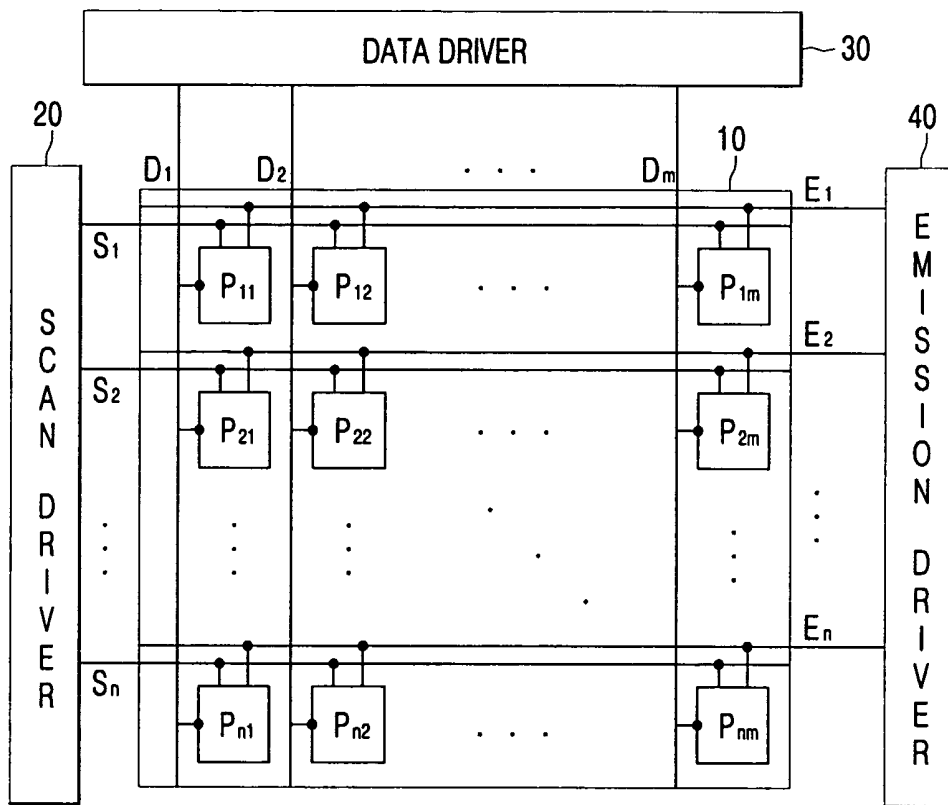 DATA DRIVER
30
20
40
10
D1 D2 . . . Dm
E1
S1
P11 P12 . . . P1m
E2
S2
P21 P22 . . . P2m
En
Sn
Pn1 Pn2 . . . Pnm
SCAN DRIVER
EMISSION DRIVER